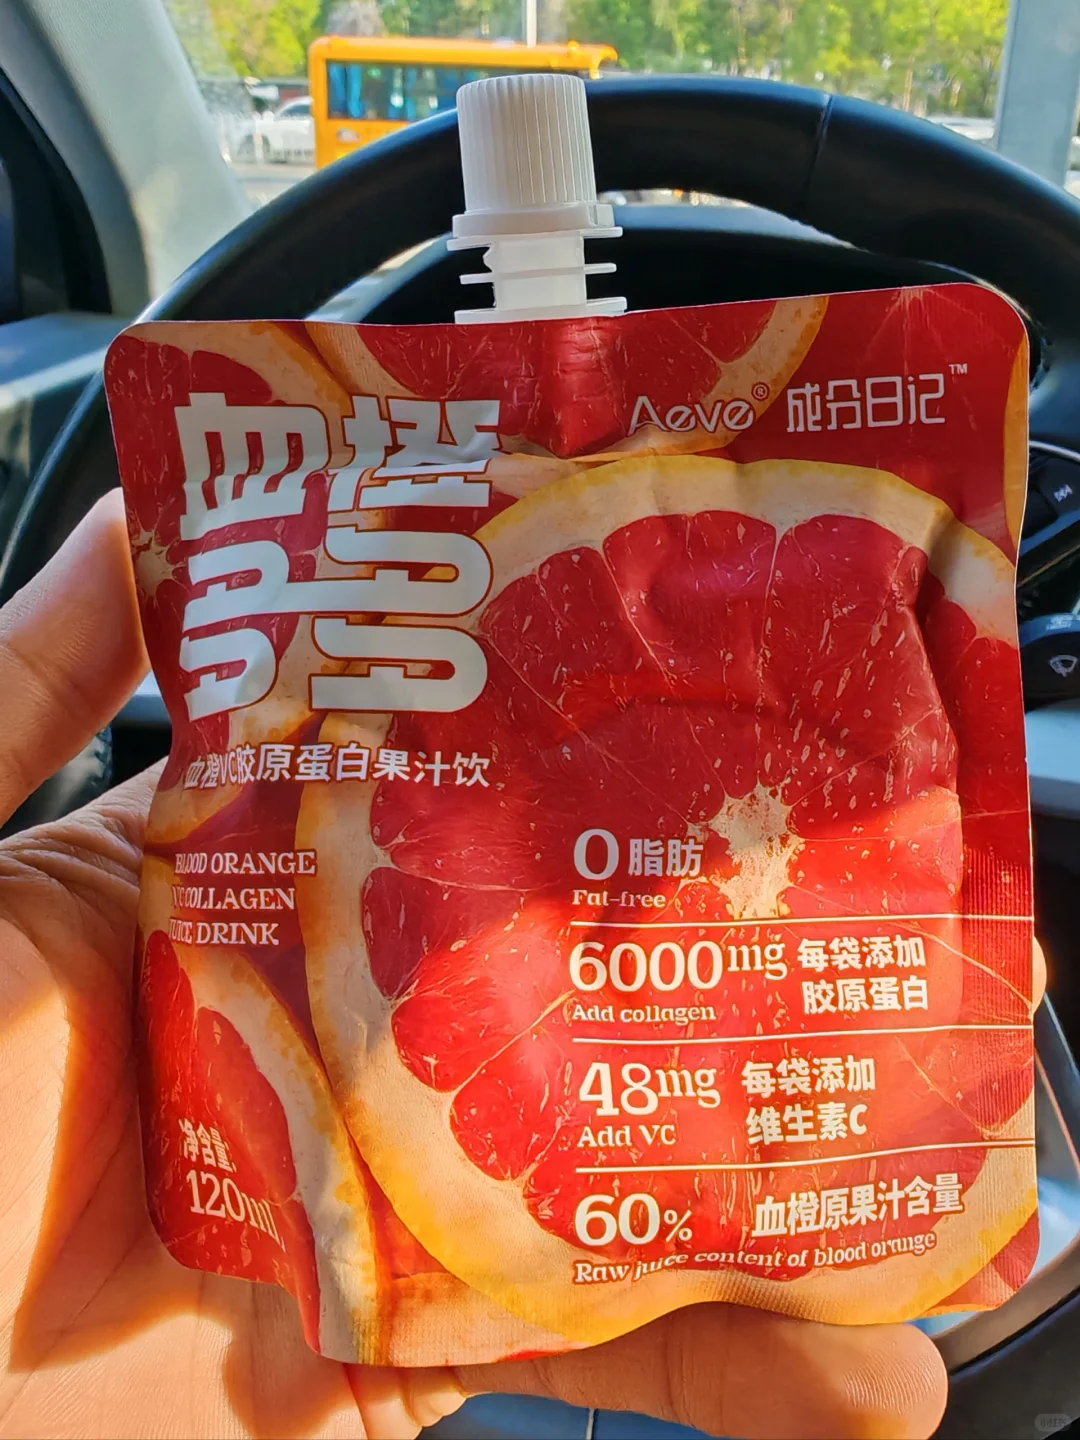 Aeve® 成分日记™
血橙
多多
血橙VC胶原蛋白果汁饮
BLOOD ORANGE
VC COLLAGEN
JUICE DRINK
0脂肪
Fat-free
6000mg 每袋添加
胶原蛋白
Add collagen
48mg 每袋添加
维生素C
Add VC
60% 血橙原果汁含量
Raw juice content of blood orange
净含量:
120ml
小红书